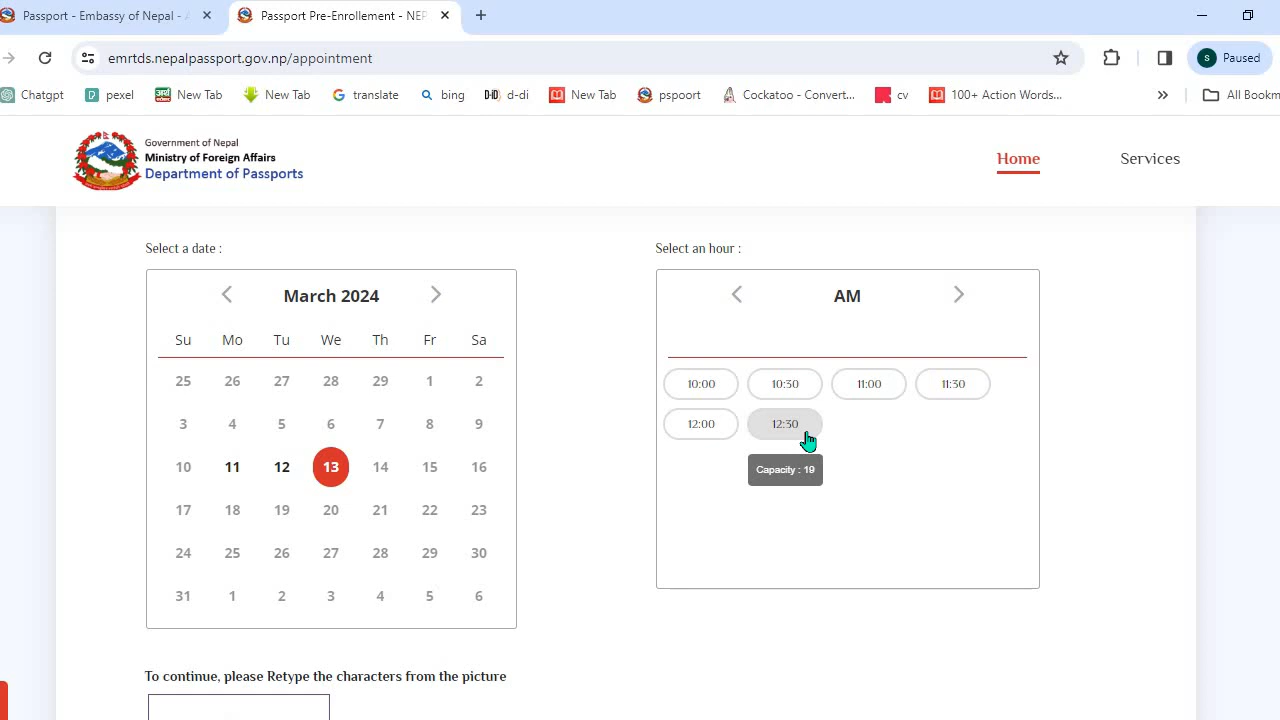 Passport - Embassy of Nepal -
Passport Pre-Enrollement - NEP
emrtds.nepalpassport.gov.np/appointment
S Paused
Chatgpt pexel New Tab New Tab translate bing d-di New Tab pspoort Cockatoo - Convert... cv 100+ Action Words... All Bookm
Government of Nepal
Ministry of Foreign Affairs
Department of Passports
Home Services
Select a date :
March 2024
Su Mo Tu We Th Fr Sa
25 26 27 28 29 1 2
3 4 5 6 7 8 9
10 11 12 13 14 15 16
17 18 19 20 21 22 23
24 25 26 27 28 29 30
31 1 2 3 4 5 6
Select an hour :
AM
10:00 10:30 11:00 11:30
12:00 12:30
Capacity : 19
To continue, please Retype the characters from the picture